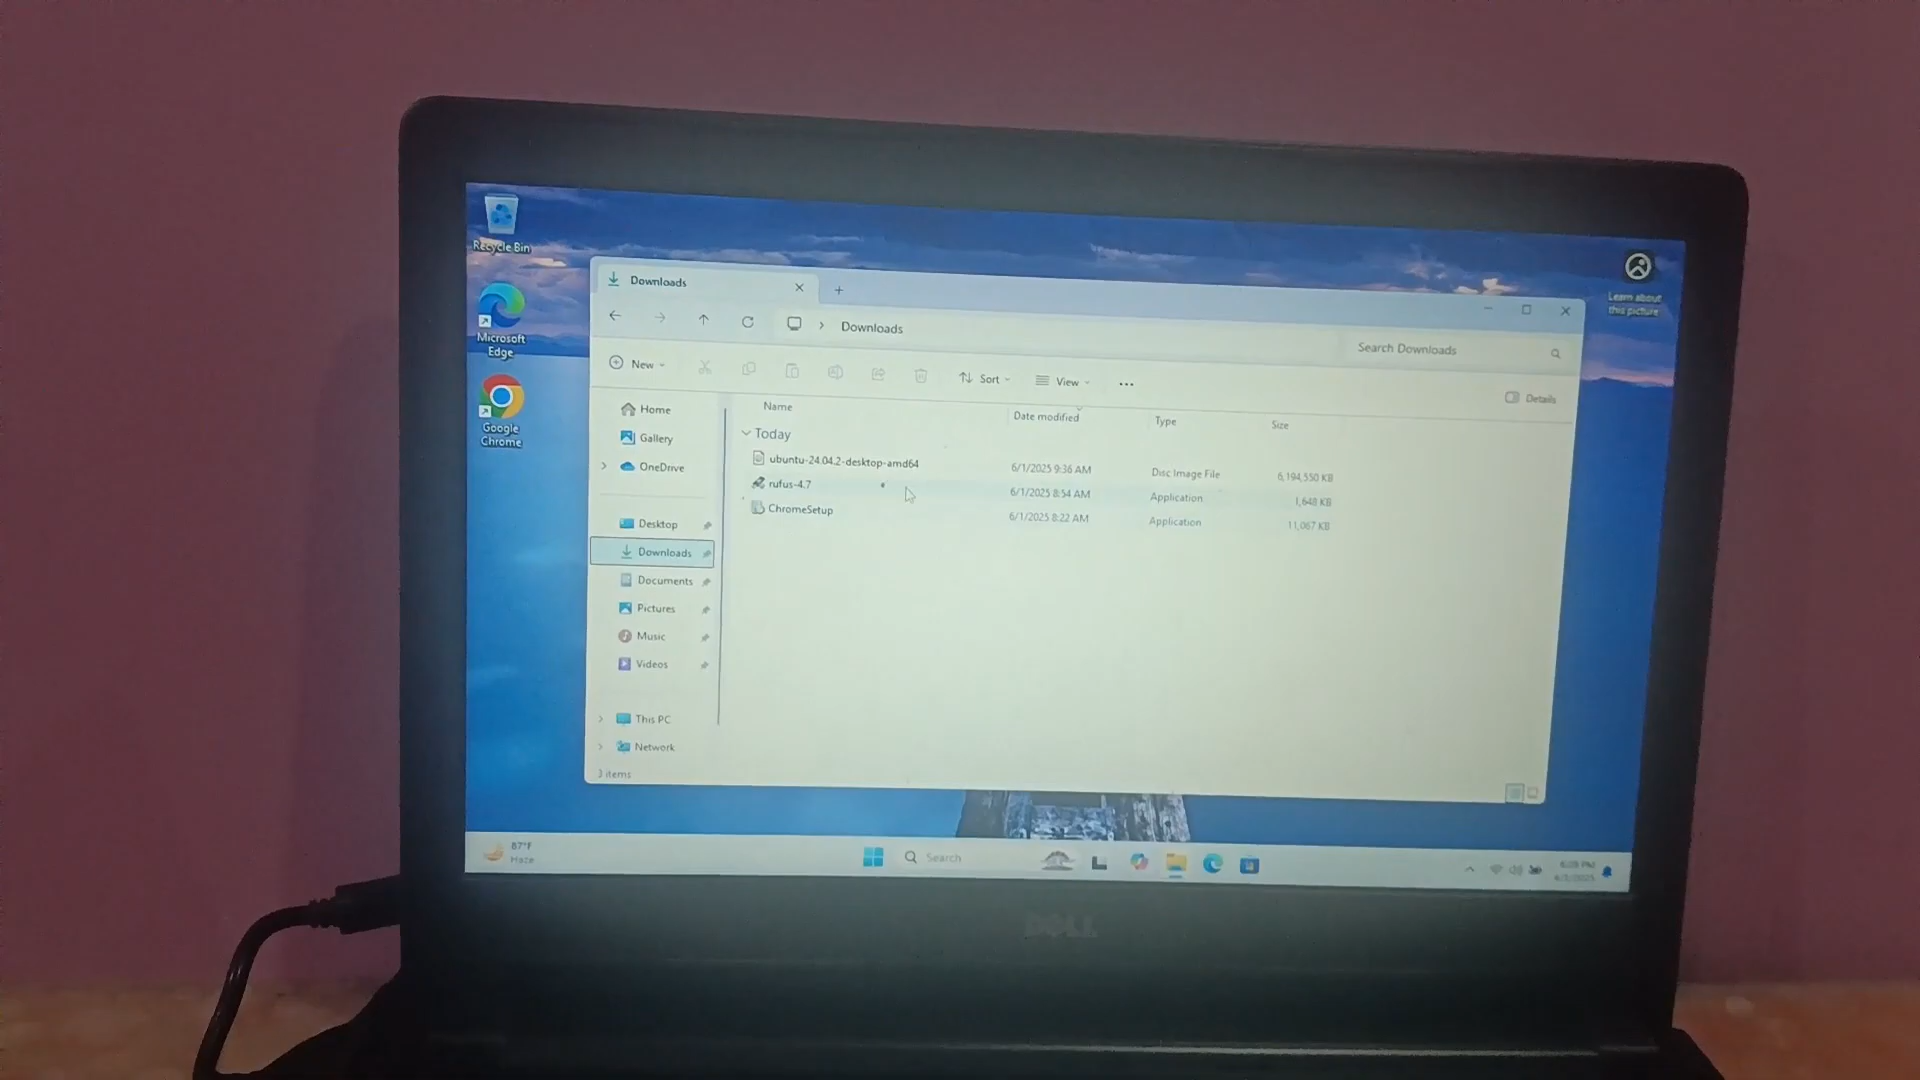 Recycle Bin
Microsoft
Edge
Google
Chrome
Learn about
this picture
Downloads
Downloads
Search Downloads
New
Sort
View
Details
Home
Gallery
OneDrive
Desktop
Downloads
Documents
Pictures
Music
Videos
This PC
Network
3 items
Name Date modified Type Size
Today
ubuntu-24.04.2-desktop-amd64 6/1/2025 9:36 AM Disc Image File 6,194,550 KB
rufus-4.7 6/1/2025 8:54 AM Application 1,648 KB
ChromeSetup 6/1/2025 8:22 AM Application 11,067 KB
87°F
Haze
Search
DELL